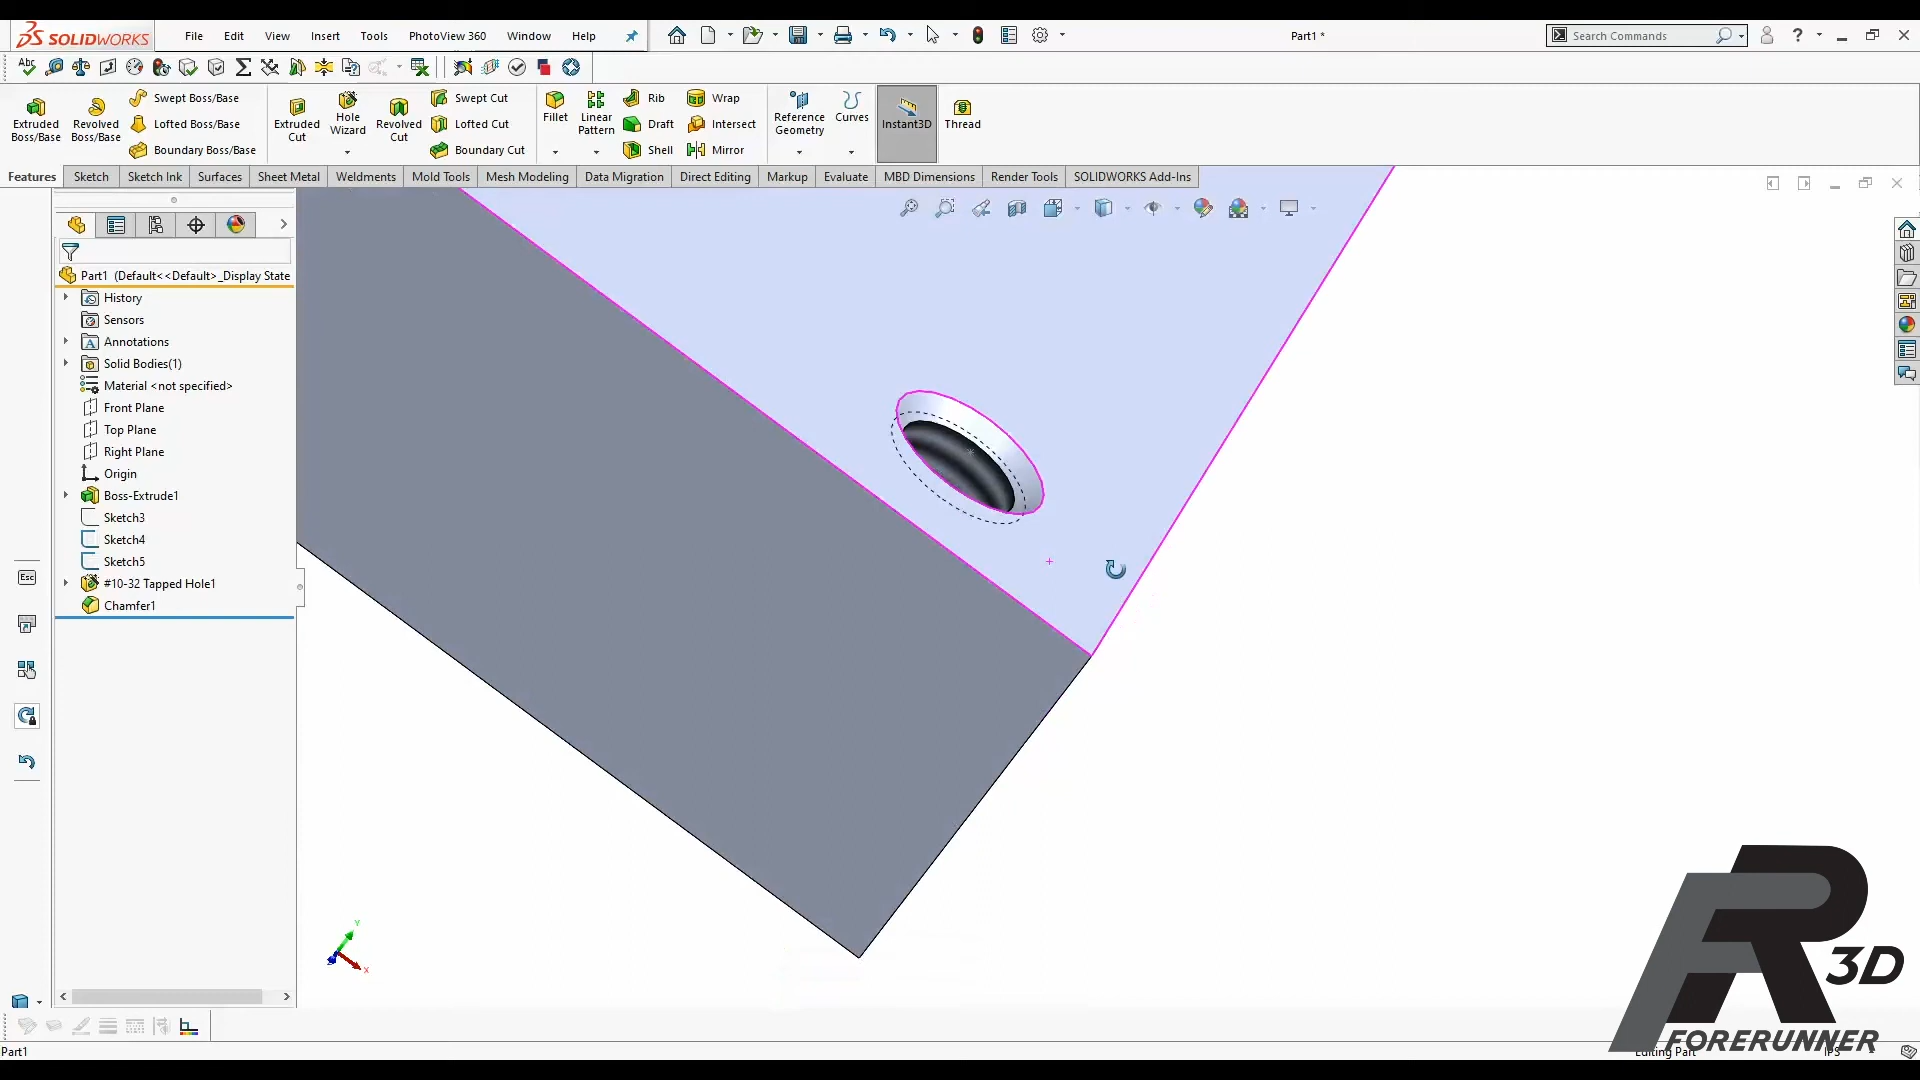 SOLIDWORKS File Edit View Insert Tools PhotoView 360 Window Help Part1 * Search Commands ?
Abc
Extruded Boss/Base
Revolved Boss/Base
Swept Boss/Base
Lofted Boss/Base
Boundary Boss/Base
Extruded Cut
Hole Wizard
Revolved Cut
Swept Cut
Lofted Cut
Boundary Cut
Fillet
Linear Pattern
Rib
Draft
Shell
Wrap
Intersect
Mirror
Reference Geometry
Curves
Instant3D
Thread
Features Sketch Sketch Ink Surfaces Sheet Metal Weldments Mold Tools Mesh Modeling Data Migration Direct Editing Markup Evaluate MBD Dimensions Render Tools SOLIDWORKS Add-Ins
Part1 (Default<<Default>_Display State
History
Sensors
A Annotations
Solid Bodies(1)
Material <not specified>
Front Plane
Top Plane
Right Plane
Origin
Boss-Extrude1
Sketch3
Sketch4
Sketch5
#10-32 Tapped Hole1
Chamfer1
Esc
Y
X
Z
FR 3D
FORERUNNER
Part1
Editing Part
IPS